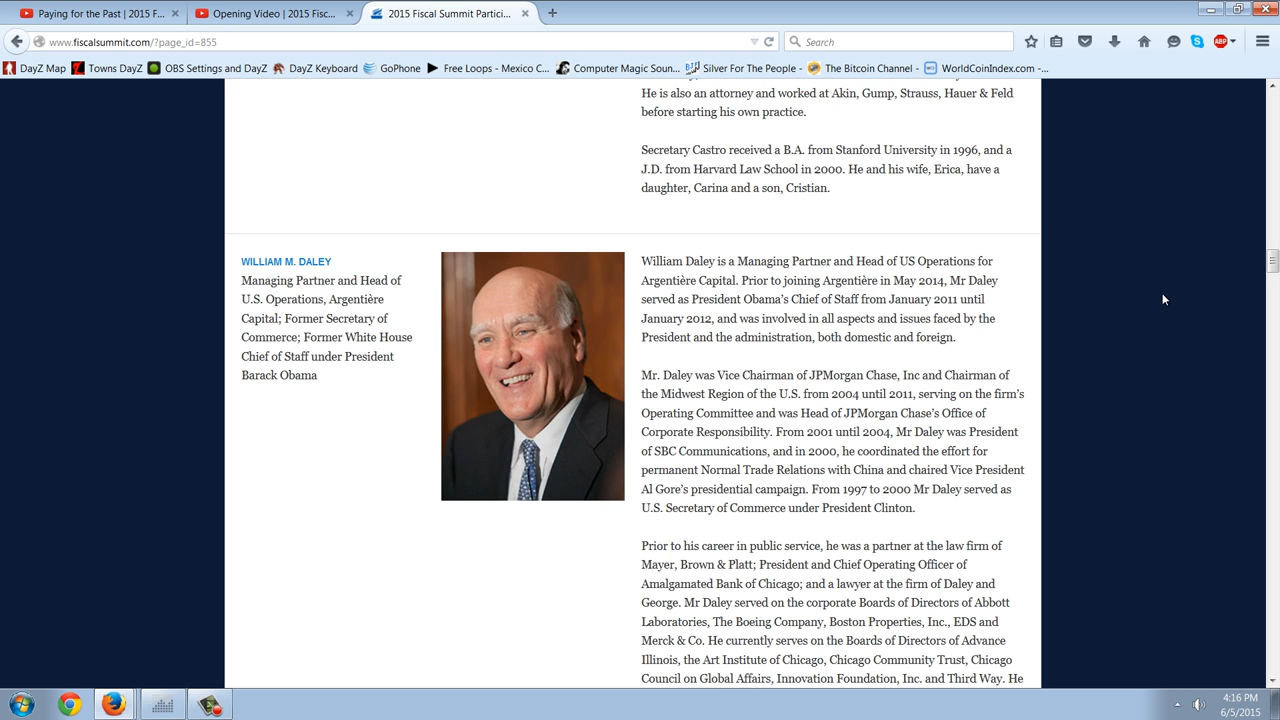 Paying for the Past | 2015 F...
Opening Video | 2015 Fisc...
2015 Fiscal Summit Partici...
www.fiscalsummit.com/?page_id=855
Search
ABP
DayZ Map
Towns DayZ
OBS Settings and DayZ
DayZ Keyboard
GoPhone
Free Loops - Mexico C...
Computer Magic Soun...
Silver For The People - ...
The Bitcoin Channel - ...
WorldCoinIndex.com -...
He is also an attorney and worked at Akin, Gump, Strauss, Hauer & Feld
before starting his own practice.
Secretary Castro received a B.A. from Stanford University in 1996, and a
J.D. from Harvard Law School in 2000. He and his wife, Erica, have a
daughter, Carina and a son, Cristian.
WILLIAM M. DALEY
Managing Partner and Head of
U.S. Operations, Argentière
Capital; Former Secretary of
Commerce; Former White House
Chief of Staff under President
Barack Obama
William Daley is a Managing Partner and Head of US Operations for
Argentière Capital. Prior to joining Argentière in May 2014, Mr Daley
served as President Obama's Chief of Staff from January 2011 until
January 2012, and was involved in all aspects and issues faced by the
President and the administration, both domestic and foreign.
Mr. Daley was Vice Chairman of JPMorgan Chase, Inc and Chairman of
the Midwest Region of the U.S. from 2004 until 2011, serving on the firm's
Operating Committee and was Head of JPMorgan Chase's Office of
Corporate Responsibility. From 2001 until 2004, Mr Daley was President
of SBC Communications, and in 2000, he coordinated the effort for
permanent Normal Trade Relations with China and chaired Vice President
Al Gore's presidential campaign. From 1997 to 2000 Mr Daley served as
U.S. Secretary of Commerce under President Clinton.
Prior to his career in public service, he was a partner at the law firm of
Mayer, Brown & Platt; President and Chief Operating Officer of
Amalgamated Bank of Chicago; and a lawyer at the firm of Daley and
George. Mr Daley served on the corporate Boards of Directors of Abbott
Laboratories, The Boeing Company, Boston Properties, Inc., EDS and
Merck & Co. He currently serves on the Boards of Directors of Advance
Illinois, the Art Institute of Chicago, Chicago Community Trust, Chicago
Council on Global Affairs, Innovation Foundation, Inc. and Third Way. He
4:16 PM
6/5/2015